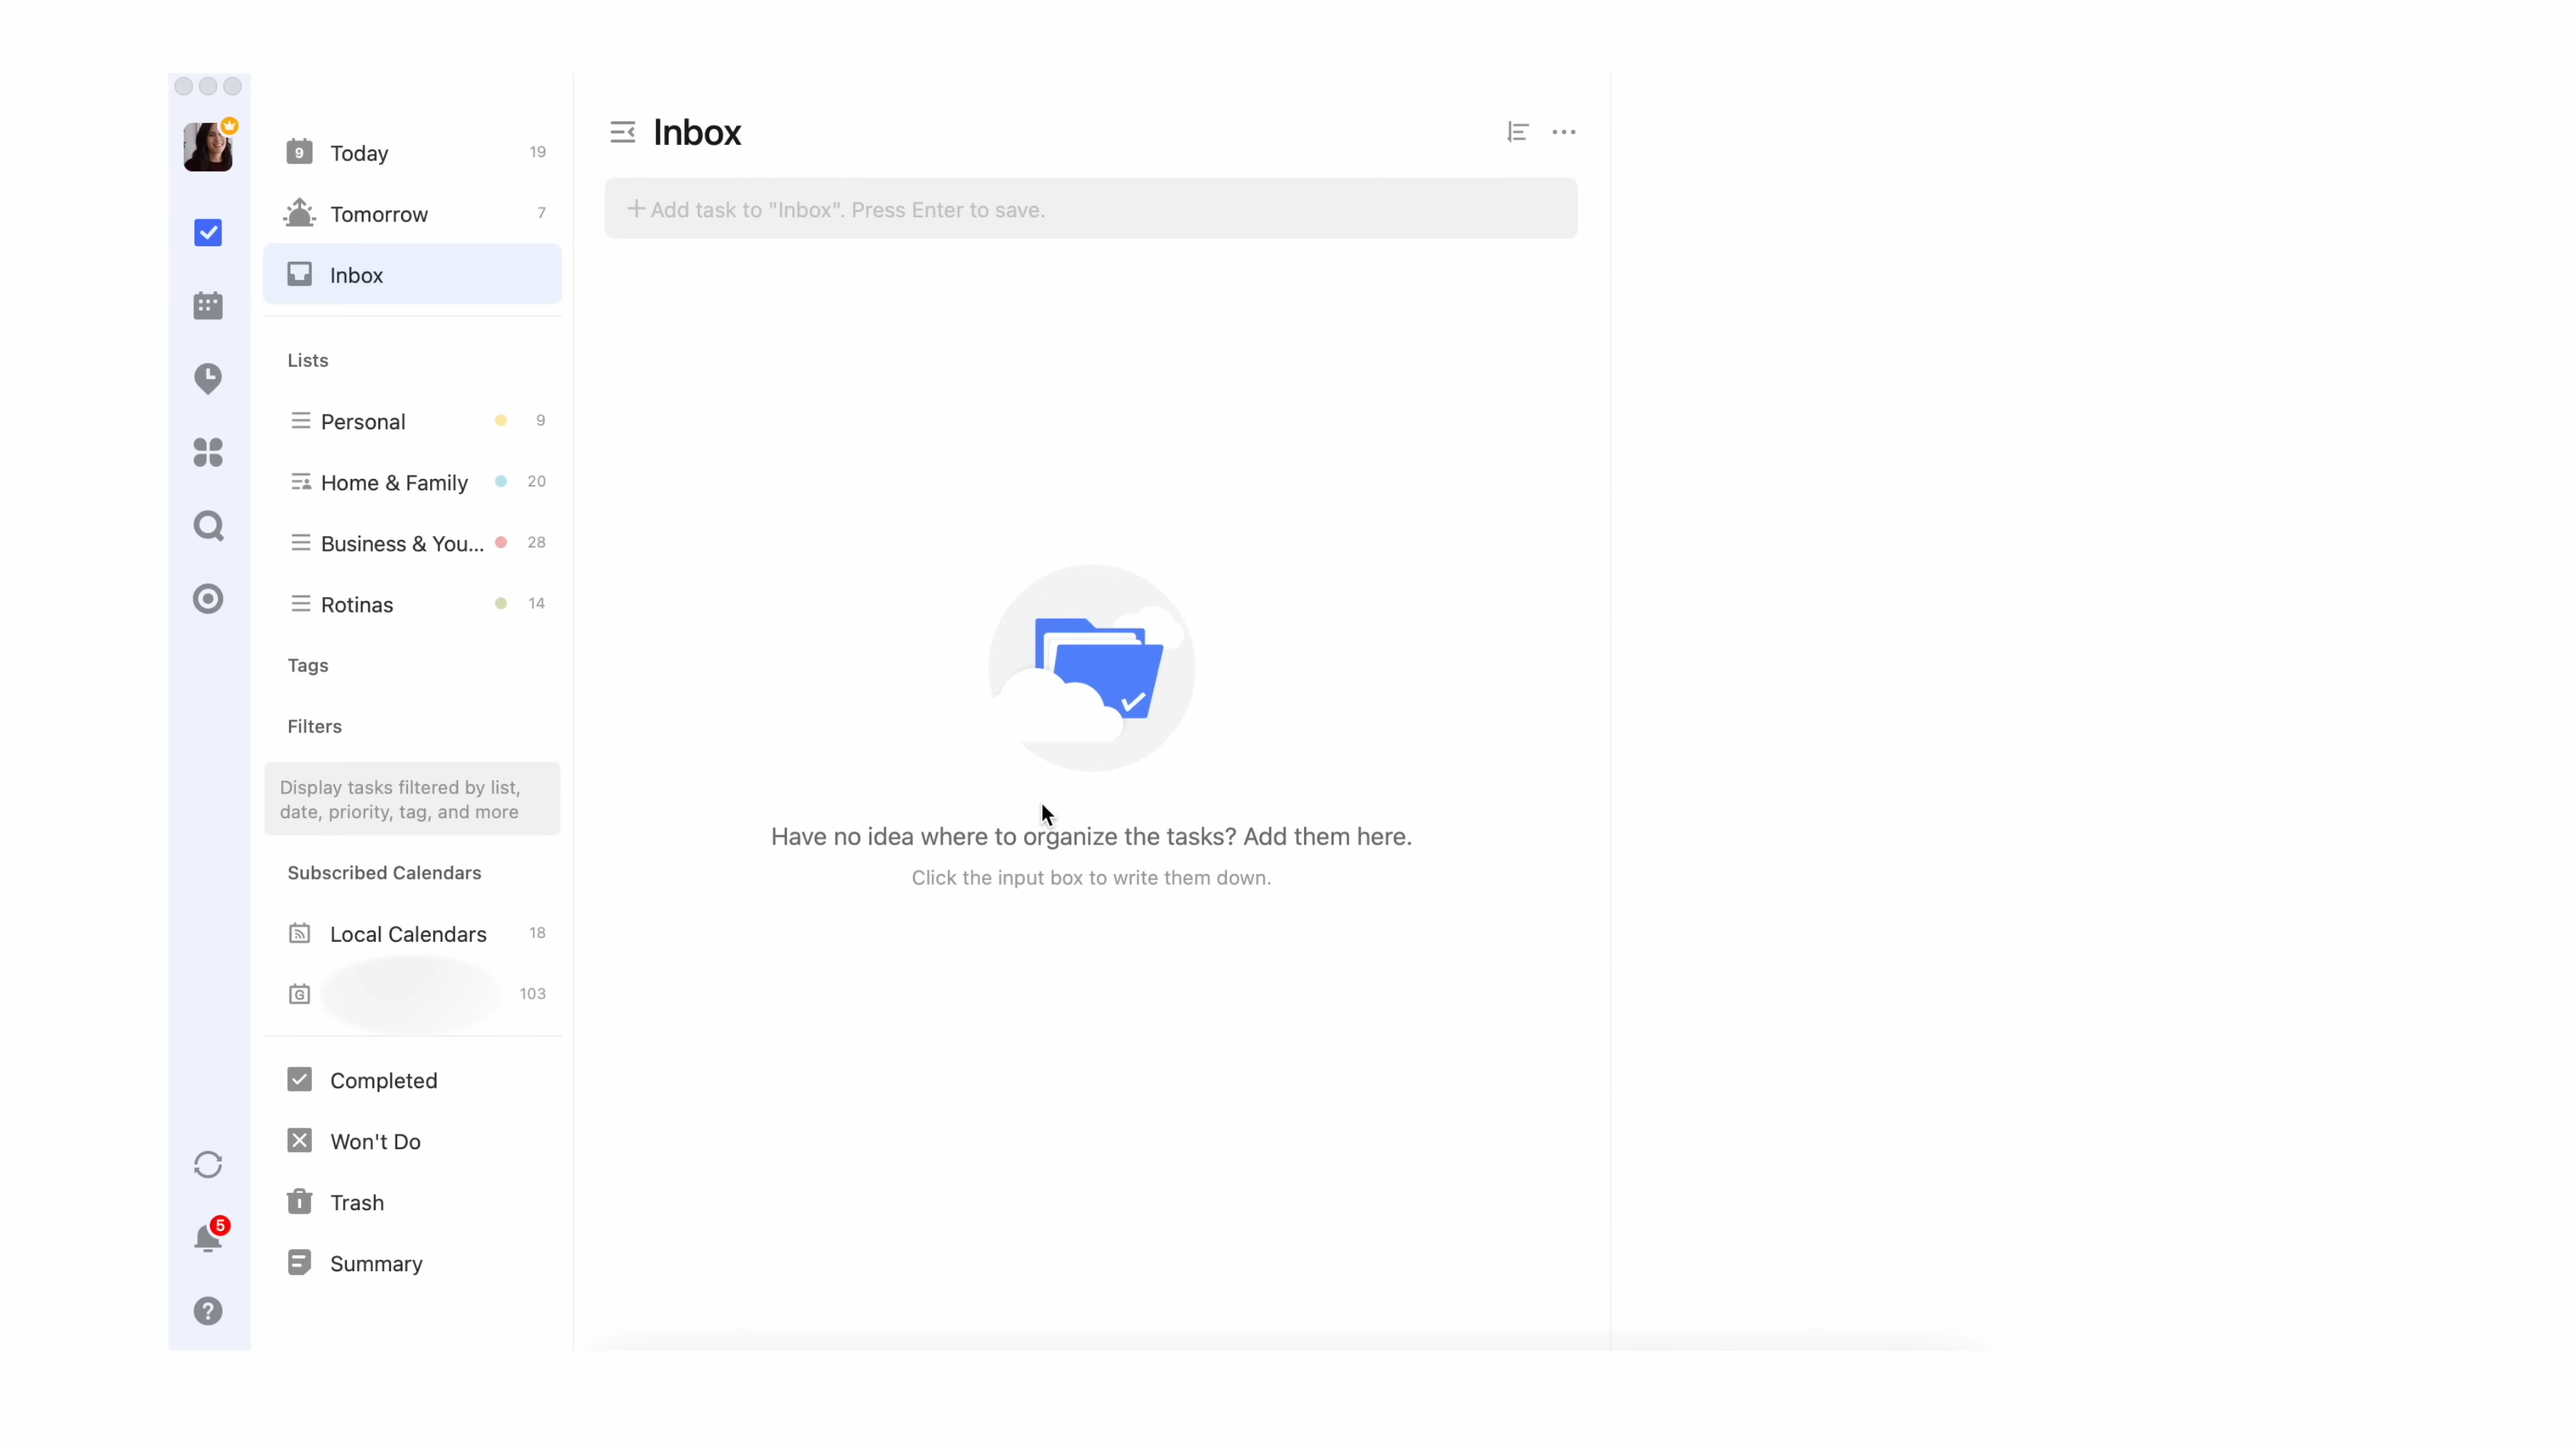 9 Today 19
Tomorrow 7
Inbox
Lists
Personal 9
Home & Family 20
Business & You... 28
Rotinas 14
Tags
Filters
Display tasks filtered by list,
date, priority, tag, and more
Subscribed Calendars
Local Calendars 18
G 103
Completed
Won't Do
Trash
Summary
5
?
Inbox
+ Add task to "Inbox". Press Enter to save.
Have no idea where to organize the tasks? Add them here.
Click the input box to write them down.